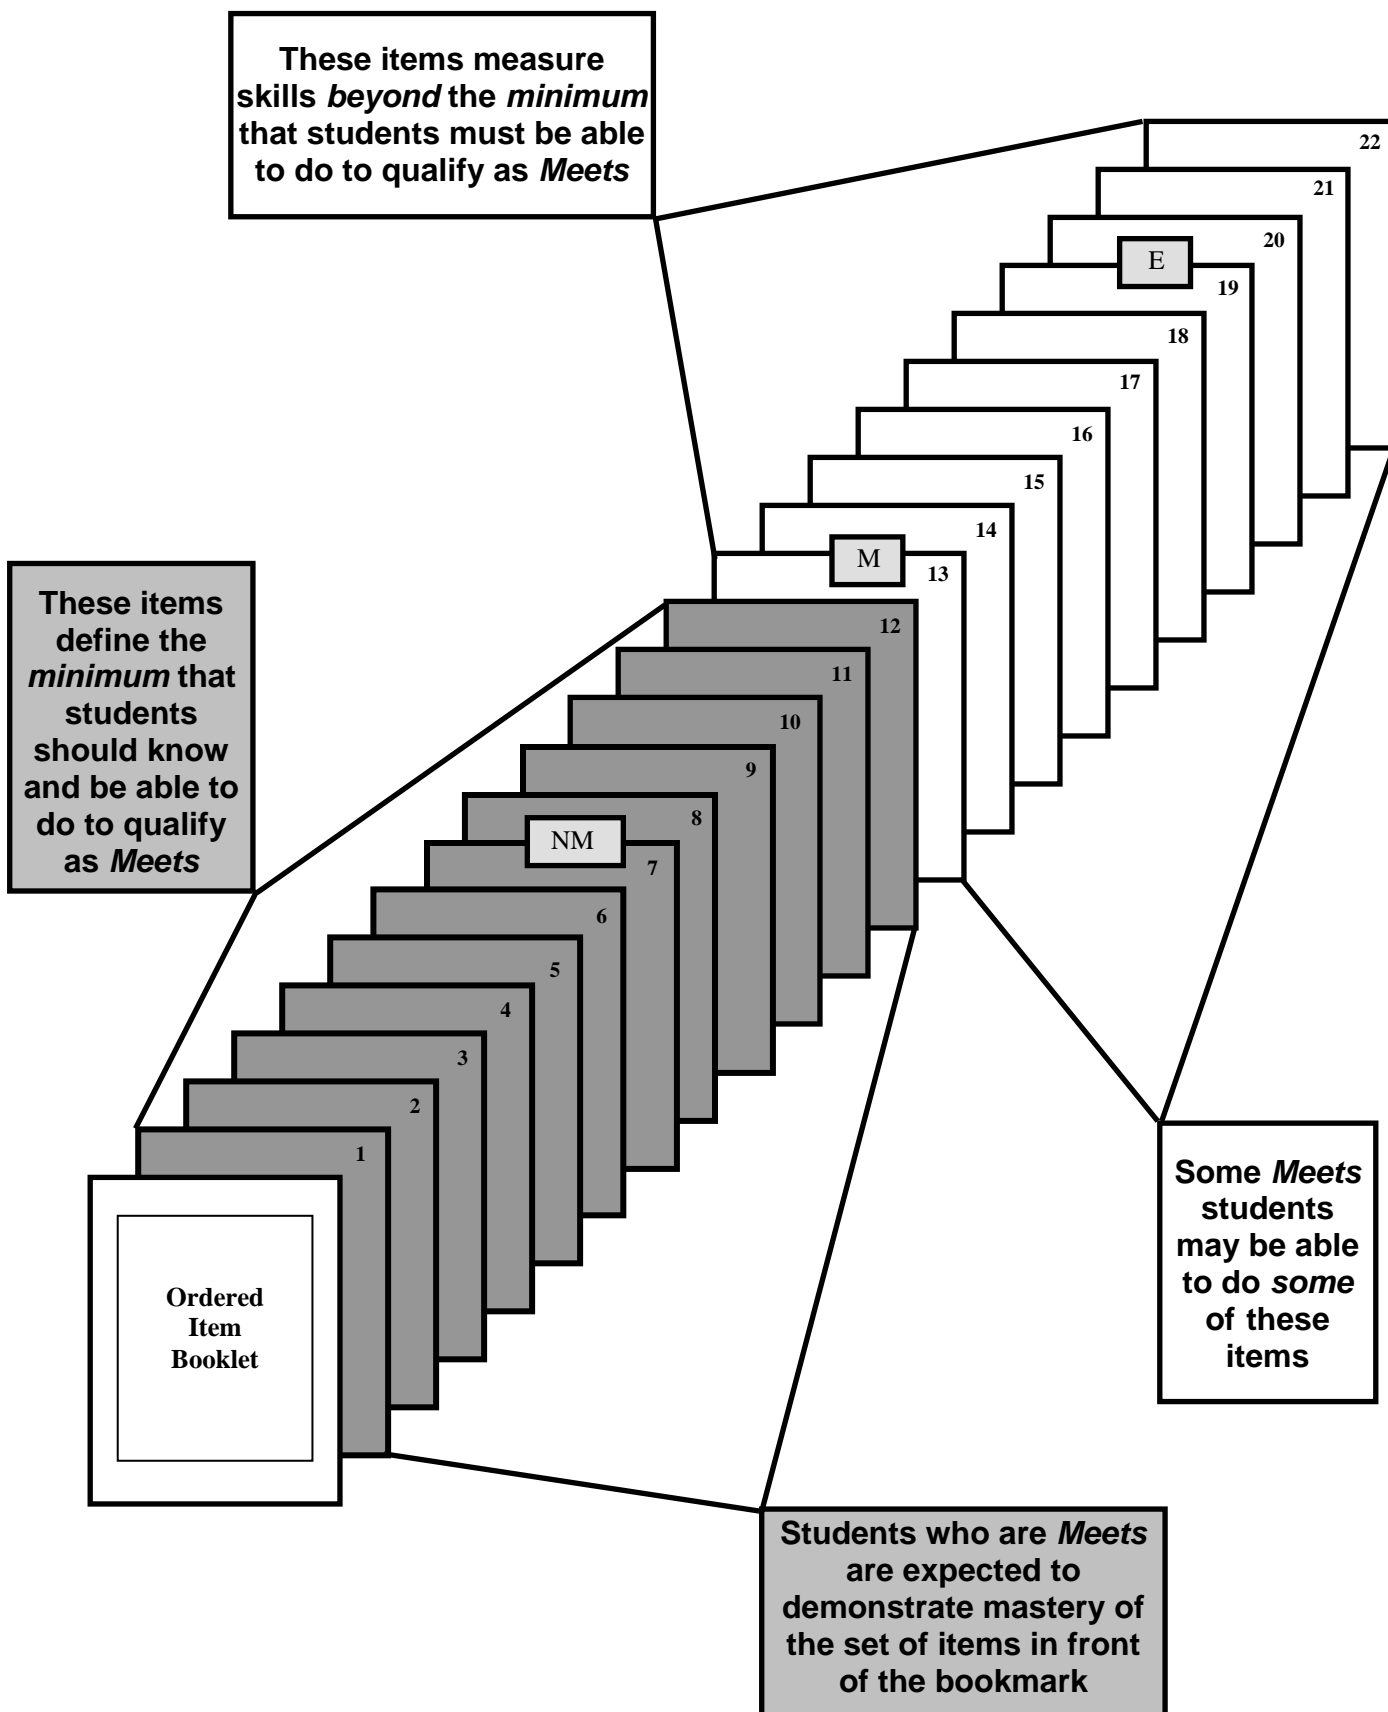 These items measure
skills beyond the minimum
that students must be able
to do to qualify as Meets
22
21
20
E
19
18
17
16
15
14
M
13
These items
define the
minimum that
students
should know
and be able to
do to qualify
as Meets
12
11
10
9
8
NM
7
6
5
4
3
2
1
Ordered
Item
Booklet
Some Meets
students
may be able
to do some
of these
items
Students who are Meets
are expected to
demonstrate mastery of
the set of items in front
of the bookmark